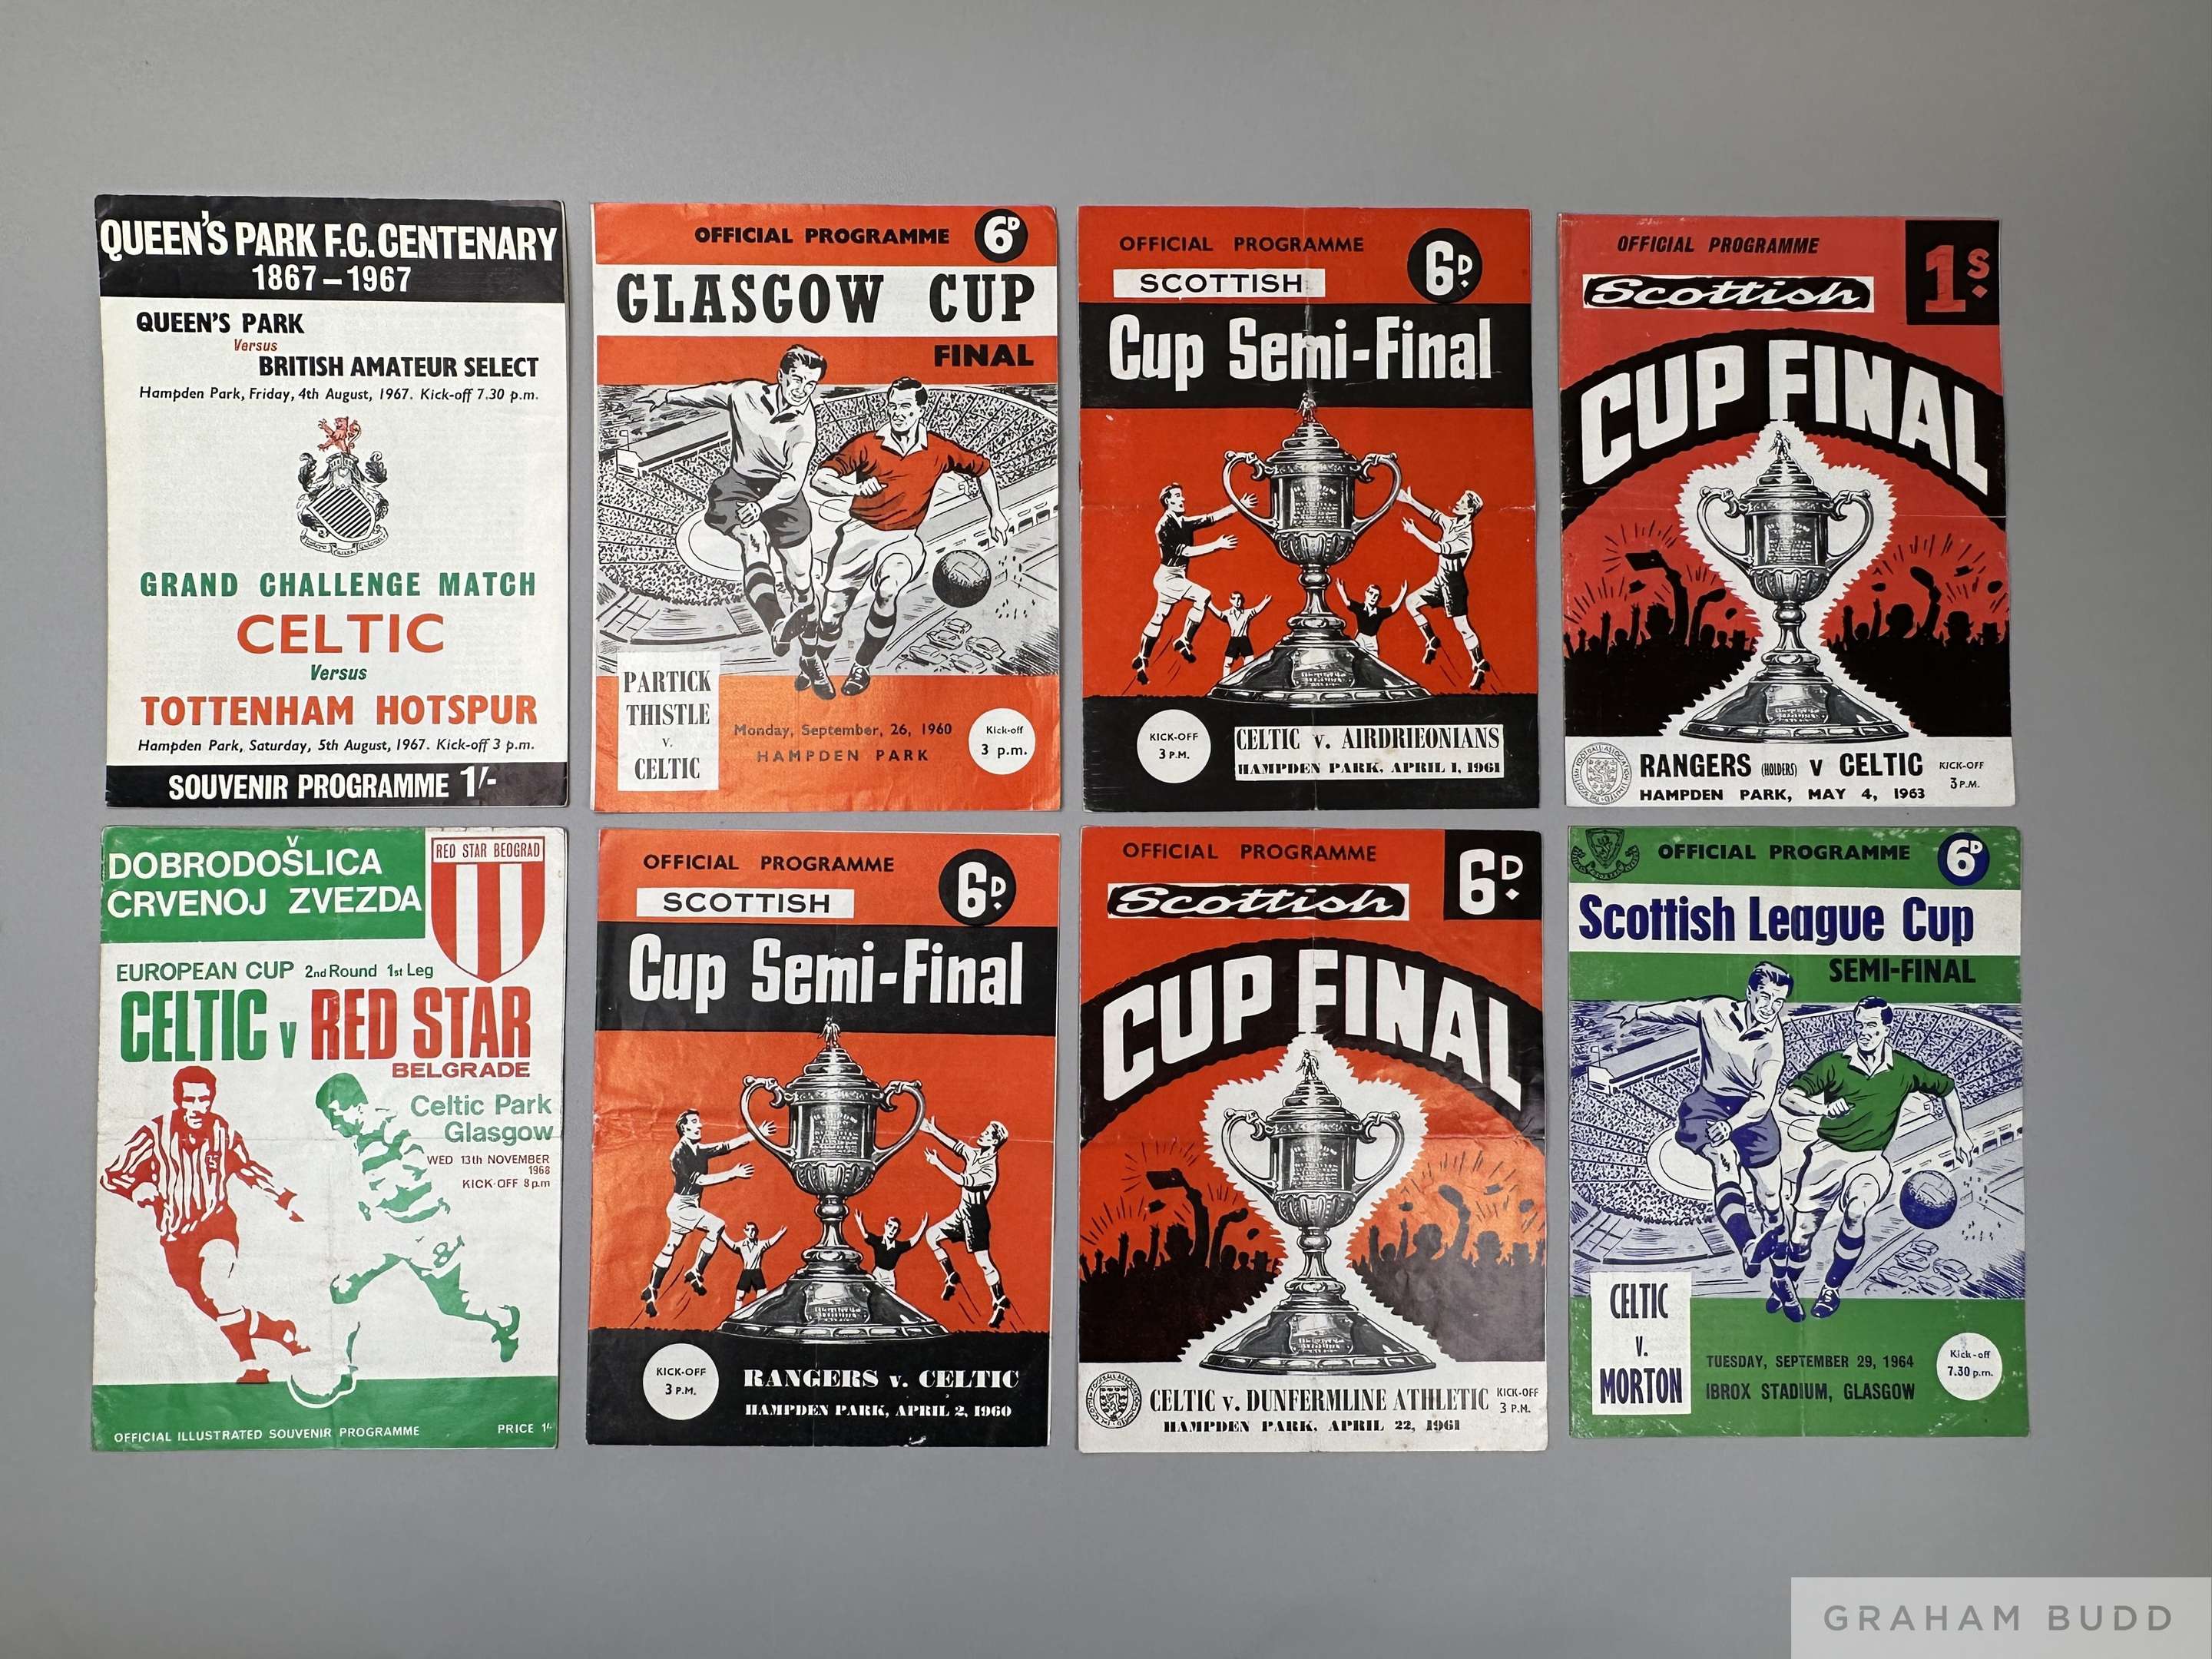 QUEEN'S PARK F.C. CENTENARY
1867 – 1967
QUEEN'S PARK
Versus
BRITISH AMATEUR SELECT
Hampden Park, Friday, 4th August, 1967. Kick-off 7.30 p.m.
GRAND CHALLENGE MATCH
CELTIC
Versus
TOTTENHAM HOTSPUR
Hampden Park, Saturday, 5th August, 1967. Kick-off 3 p.m.
SOUVENIR PROGRAMME 1/-
OFFICIAL PROGRAMME 6D
GLASGOW CUP
FINAL
PARTICK
THISTLE
v.
CELTIC
Monday, September, 26, 1960
HAMPDEN PARK
Kick-off
3 p.m.
OFFICIAL PROGRAMME 6D.
SCOTTISH
Cup Semi-Final
KICK-OFF
3 P.M.
CELTIC v. AIRDRIEONIANS
HAMPDEN PARK, APRIL 1, 1961
OFFICIAL PROGRAMME 1S.
Scottish
CUP FINAL
RANGERS (HOLDERS) V CELTIC
HAMPDEN PARK, MAY 4, 1963
KICK-OFF
3 P.M.
DOBRODOŠLICA
CRVENOJ ZVEZDA
RED STAR BEOGRAD
EUROPEAN CUP 2nd Round 1st Leg
CELTIC v RED STAR
BELGRADE
Celtic Park
Glasgow
WED 13th NOVEMBER
1968
KICK-OFF 8pm
OFFICIAL ILLUSTRATED SOUVENIR PROGRAMME
PRICE 1/-
OFFICIAL PROGRAMME 6D.
SCOTTISH
Cup Semi-Final
KICK-OFF
3 P.M.
RANGERS v. CELTIC
HAMPDEN PARK, APRIL 2, 1960
OFFICIAL PROGRAMME 6D.
Scottish
CUP FINAL
CELTIC v. DUNFERMLINE ATHLETIC
HAMPDEN PARK, APRIL 22, 1961
KICK-OFF
3 P.M.
OFFICIAL PROGRAMME 6D
Scottish League Cup
SEMI-FINAL
CELTIC
V.
MORTON
TUESDAY, SEPTEMBER 29, 1964
IBROX STADIUM, GLASGOW
Kick-off
7.30 p.m.
GRAHAM BUDD